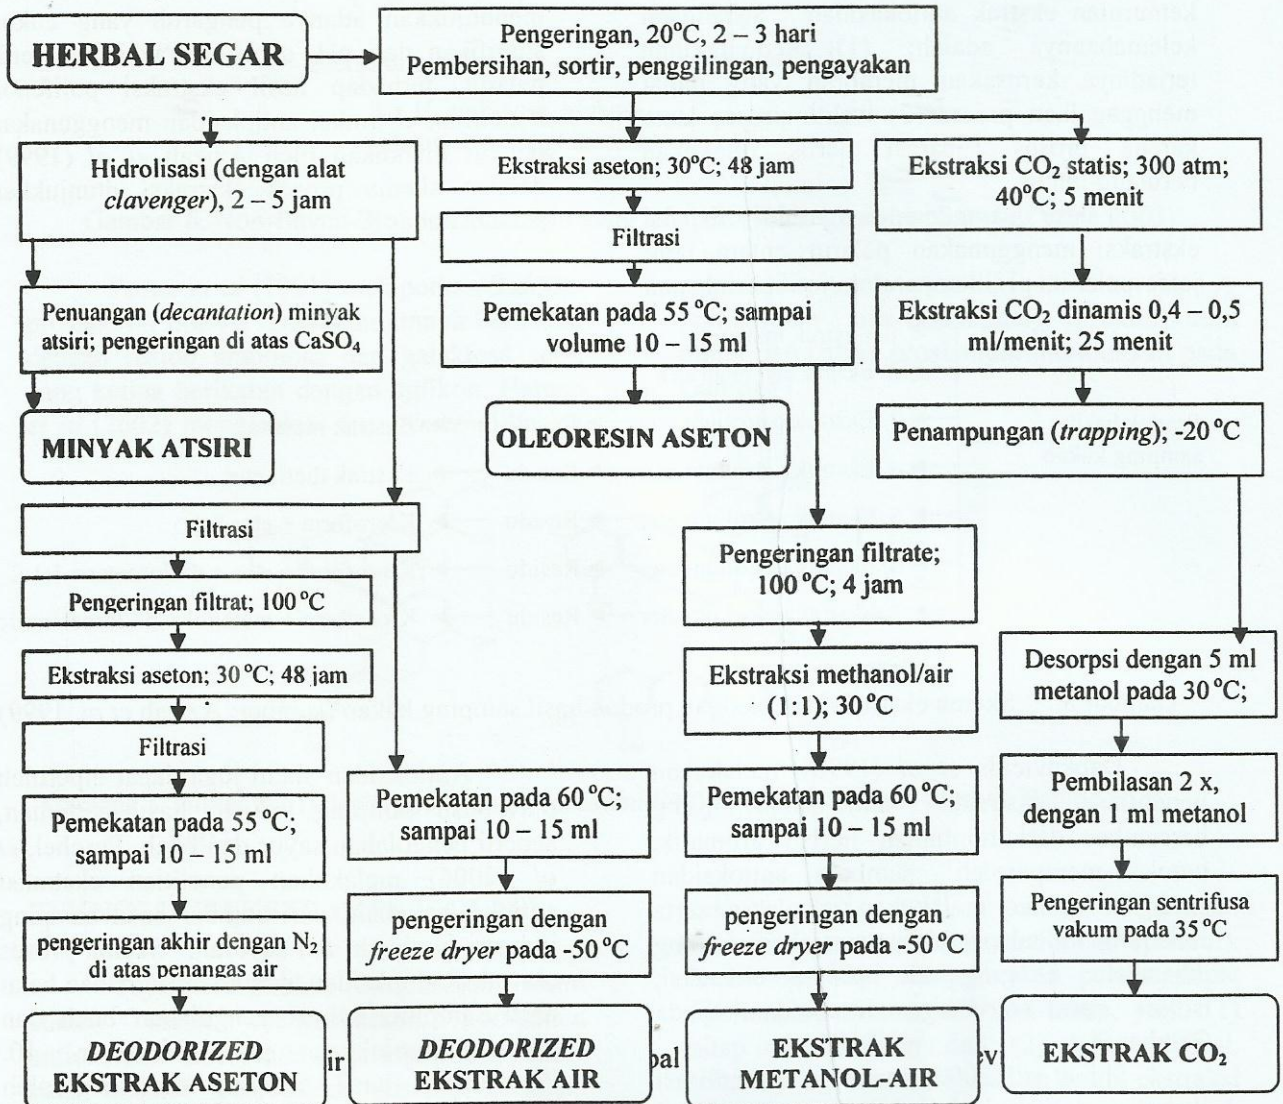 HERBAL SEGAR
Pengeringan, 20°C, 2 – 3 hari
Pembersihan, sortir, penggilingan, pengayakan
Hidrolisasi (dengan alat
clavenger), 2 – 5 jam
Ekstraksi aseton; 30°C; 48 jam
Filtrasi
Ekstraksi CO₂ statis; 300 atm;
40°C; 5 menit
Penuangan (decantation) minyak
atsiri; pengeringan di atas CaSO₄
Pemekatan pada 55 °C; sampai
volume 10 – 15 ml
Ekstraksi CO₂ dinamis 0,4 – 0,5
ml/menit; 25 menit
MINYAK ATSIRI
OLEORESIN ASETON
Penampungan (trapping); -20°C
Filtrasi
Pengeringan filtrat; 100°C
Ekstraksi aseton; 30°C; 48 jam
Filtrasi
Pemekatan pada 55°C;
sampai 10 – 15 ml
pengeringan akhir dengan N₂
di atas penangas air
DEODORIZED
EKSTRAK ASETON
Pemekatan pada 60°C;
sampai 10 – 15 ml
pengeringan dengan
freeze dryer pada -50°C
DEODORIZED
EKSTRAK AIR
Pengeringan filtrate;
100°C; 4 jam
Ekstraksi methanol/air
(1:1); 30°C
Pemekatan pada 60°C;
sampai 10 – 15 ml
pengeringan dengan
freeze dryer pada -50°C
EKSTRAK
METANOL-AIR
Desorpsi dengan 5 ml
metanol pada 30°C;
Pembilasan 2 x,
dengan 1 ml metanol
Pengeringan sentrifusa
vakum pada 35 °C
EKSTRAK CO₂